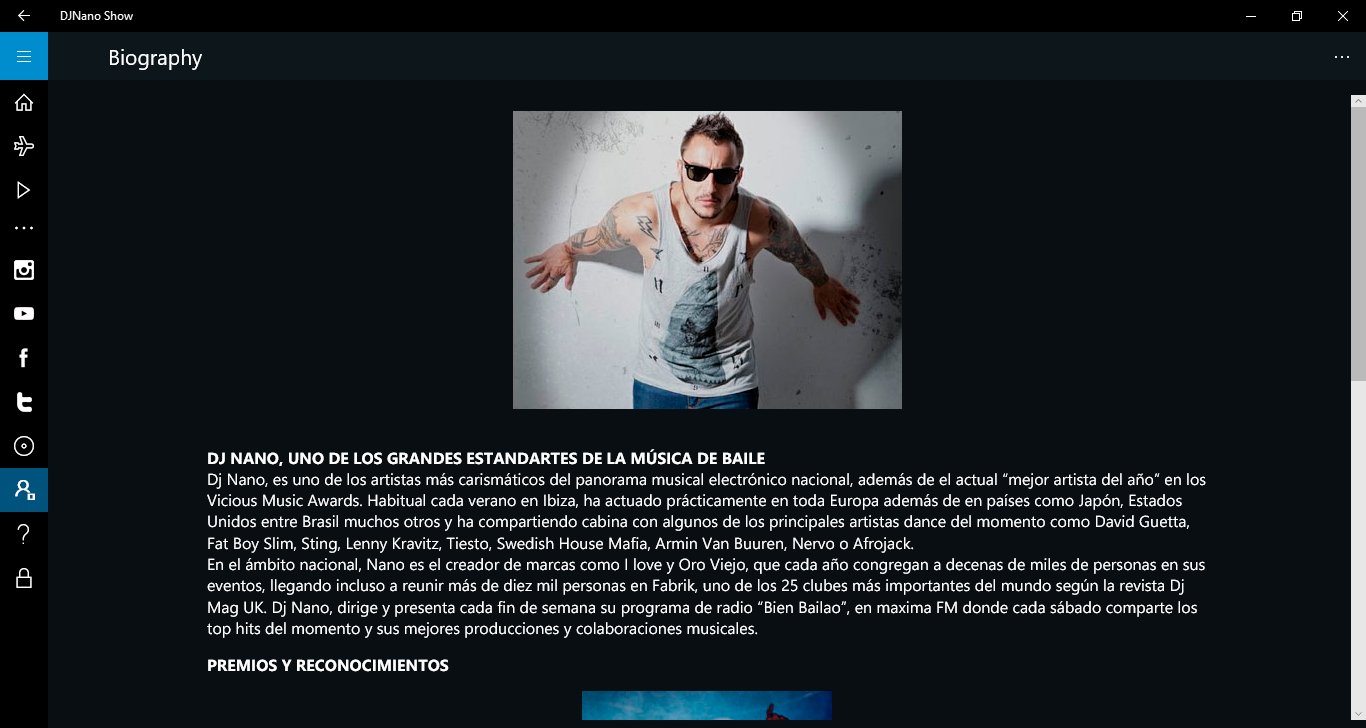 DJNano Show
Biography
DJ NANO, UNO DE LOS GRANDES ESTANDARTES DE LA MÚSICA DE BAILE
Dj Nano, es uno de los artistas más carismáticos del panorama musical electrónico nacional, además de el actual “mejor artista del año“ en los
Vicious Music Awards. Habitual cada verano en Ibiza, ha actuado prácticamente en toda Europa además de en países como Japón, Estados
Unidos entre Brasil muchos otros y ha compartiendo cabina con algunos de los principales artistas dance del momento como David Guetta,
Fat Boy Slim, Sting, Lenny Kravitz, Tiesto, Swedish House Mafia, Armin Van Buuren, Nervo o Afrojack.
En el ámbito nacional, Nano es el creador de marcas como I love y Oro Viejo, que cada año congregan a decenas de miles de personas en sus
eventos, llegando incluso a reunir más de diez mil personas en Fabrik, uno de los 25 clubes más importantes del mundo según la revista Dj
Mag UK. Dj Nano, dirige y presenta cada fin de semana su programa de radio “Bien Bailao”, en maxima FM donde cada sábado comparte los
top hits del momento y sus mejores producciones y colaboraciones musicales.
PREMIOS Y RECONOCIMIENTOS